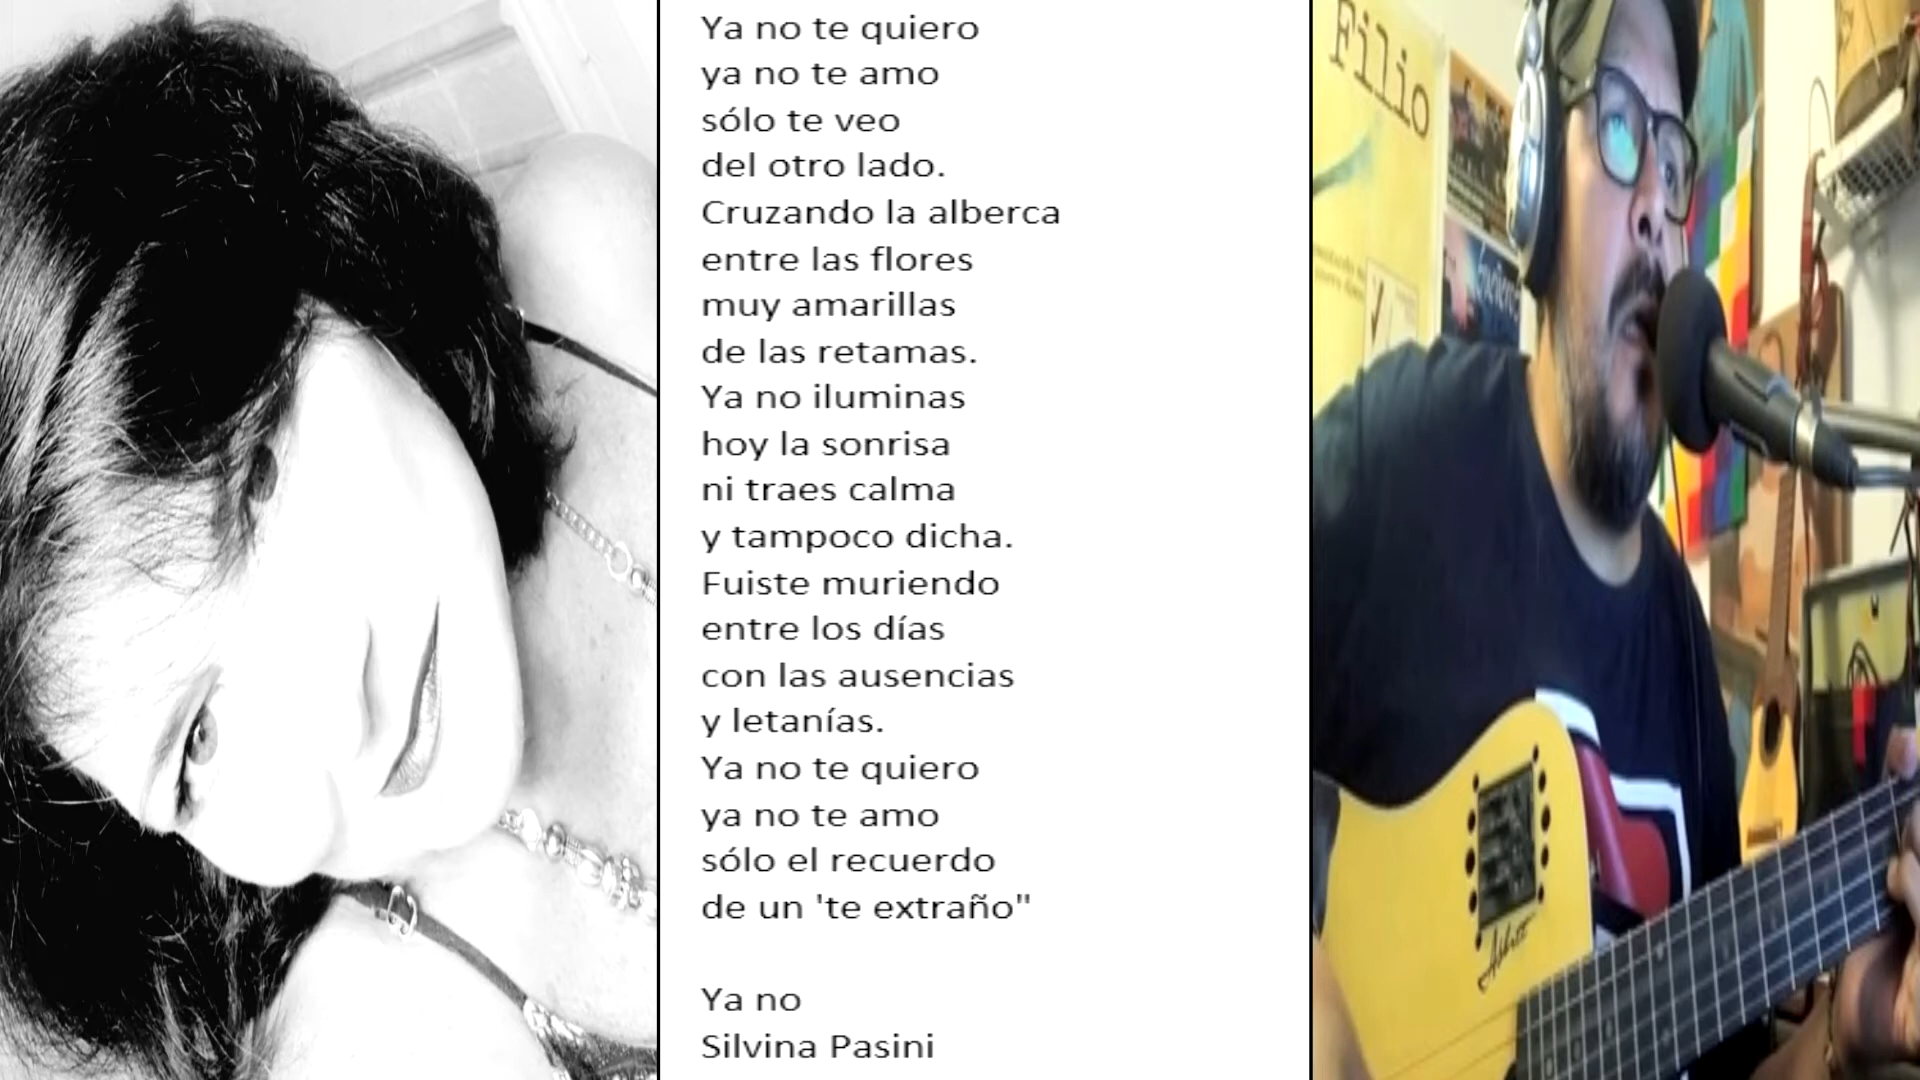 Ya no te quiero
ya no te amo
sólo te veo
del otro lado.
Cruzando la alberca
entre las flores
muy amarillas
de las retamas.
Ya no iluminas
hoy la sonrisa
ni traes calma
y tampoco dicha.
Fuiste muriendo
entre los días
con las ausencias
y letanías.
Ya no te quiero
ya no te amo
sólo el recuerdo
de un 'te extraño"
Ya no
Silvina Pasini
Filio